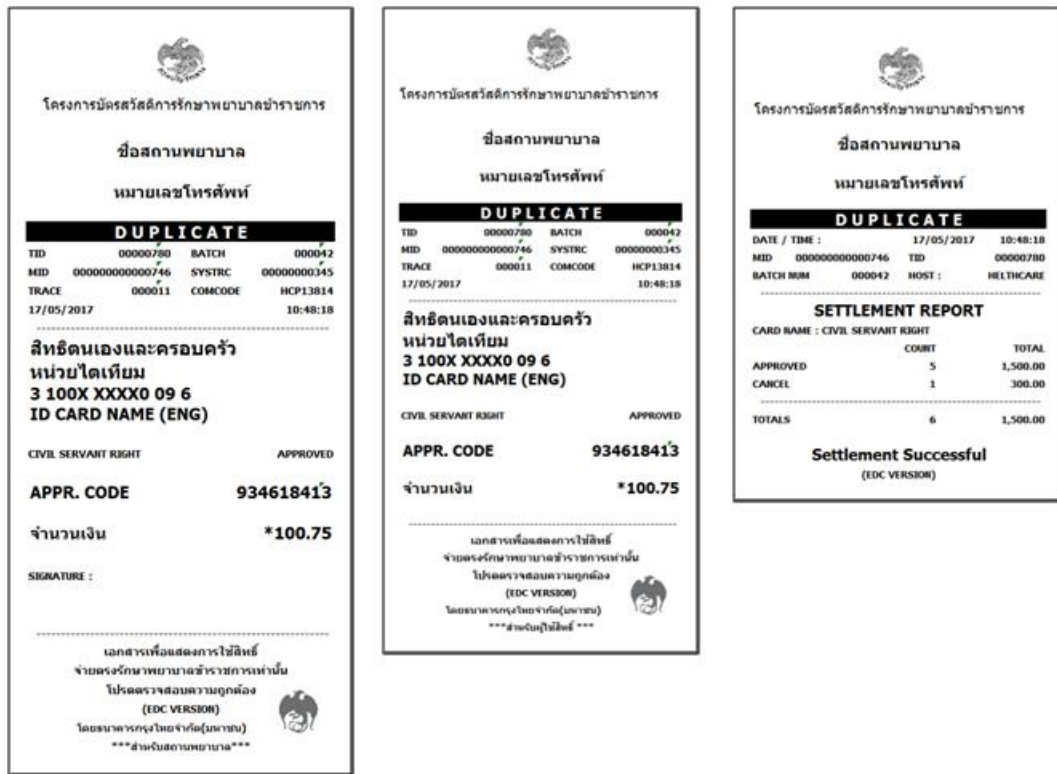 โครงการบัตรสวัสดิการรักษาพยาบาลข้าราชการ
ชื่อสถานพยาบาล
หมายเลขโทรศัพท์
DUPLICATE
TID 00000780 BATCH 000042
MID 000000000000746 SYSTRC 00000000345
TRACE 000011 COMCODE HCP13814
17/05/2017 10:48:18
สิทธิตนเองและครอบครัว
หน่วยไตเทียม
3 100X XXXX0 09 6
ID CARD NAME (ENG)
CIVIL SERVANT RIGHT APPROVED
APPR. CODE 934618413
จำนวนเงิน *100.75
SIGNATURE :
เอกสารเพื่อแสดงการใช้สิทธิ์
จ่ายตรงรักษาพยาบาลข้าราชการเท่านั้น
โปรดตรวจสอบความถูกต้อง
(EDC VERSION)
โดยธนาคารกรุงไทยจำกัด(มหาชน)
***สำหรับสถานพยาบาล***
โครงการบัตรสวัสดิการรักษาพยาบาลข้าราชการ
ชื่อสถานพยาบาล
หมายเลขโทรศัพท์
DUPLICATE
TID 00000780 BATCH 000042
MID 000000000000746 SYSTRC 00000000345
TRACE 000011 COMCODE HCP13814
17/05/2017 10:48:18
สิทธิตนเองและครอบครัว
หน่วยไตเทียม
3 100X XXXX0 09 6
ID CARD NAME (ENG)
CIVIL SERVANT RIGHT APPROVED
APPR. CODE 934618413
จำนวนเงิน *100.75
เอกสารเพื่อแสดงการใช้สิทธิ์
จ่ายตรงรักษาพยาบาลข้าราชการเท่านั้น
โปรดตรวจสอบความถูกต้อง
(EDC VERSION)
โดยธนาคารกรุงไทยจำกัด(มหาชน)
***สำหรับผู้ใช้สิทธิ์ ***
โครงการบัตรสวัสดิการรักษาพยาบาลข้าราชการ
ชื่อสถานพยาบาล
หมายเลขโทรศัพท์
DUPLICATE
DATE / TIME : 17/05/2017 10:48:18
MID 000000000000746 TID 00000780
BATCH NUM 000042 HOST : HELTHCARE
SETTLEMENT REPORT
CARD NAME : CIVIL SERVANT RIGHT
COUNT TOTAL
APPROVED 5 1,500.00
CANCEL 1 300.00
TOTALS 6 1,500.00
Settlement Successful
(EDC VERSION)